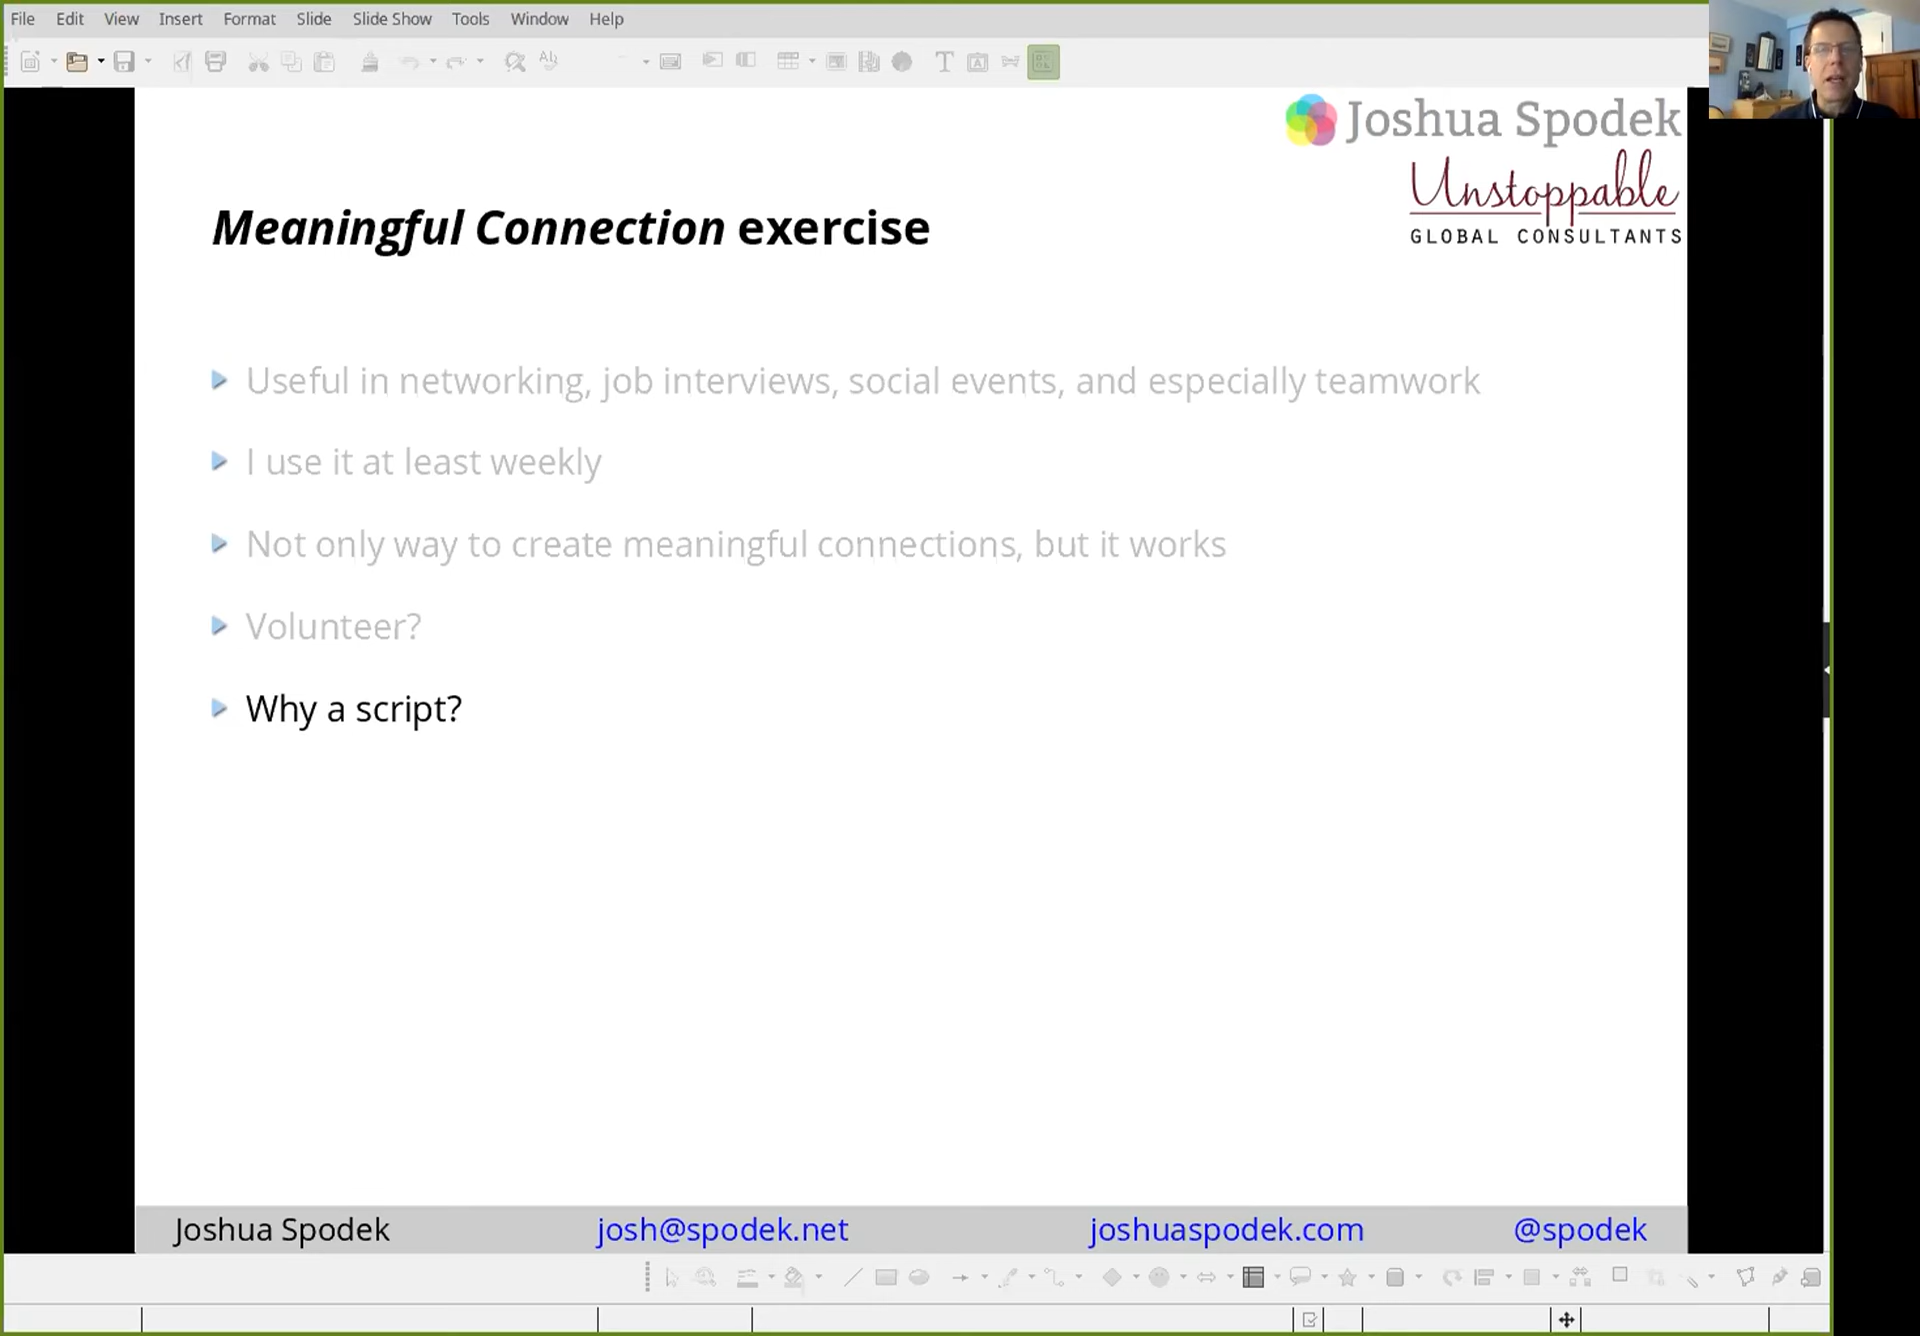 File Edit View Insert Format Slide Slide Show Tools Window Help
Joshua Spodek
Unstoppable
GLOBAL CONSULTANTS
Meaningful Connection exercise
Useful in networking, job interviews, social events, and especially teamwork
I use it at least weekly
Not only way to create meaningful connections, but it works
Volunteer?
Why a script?
Joshua Spodek josh@spodek.net joshuaspodek.com @spodek